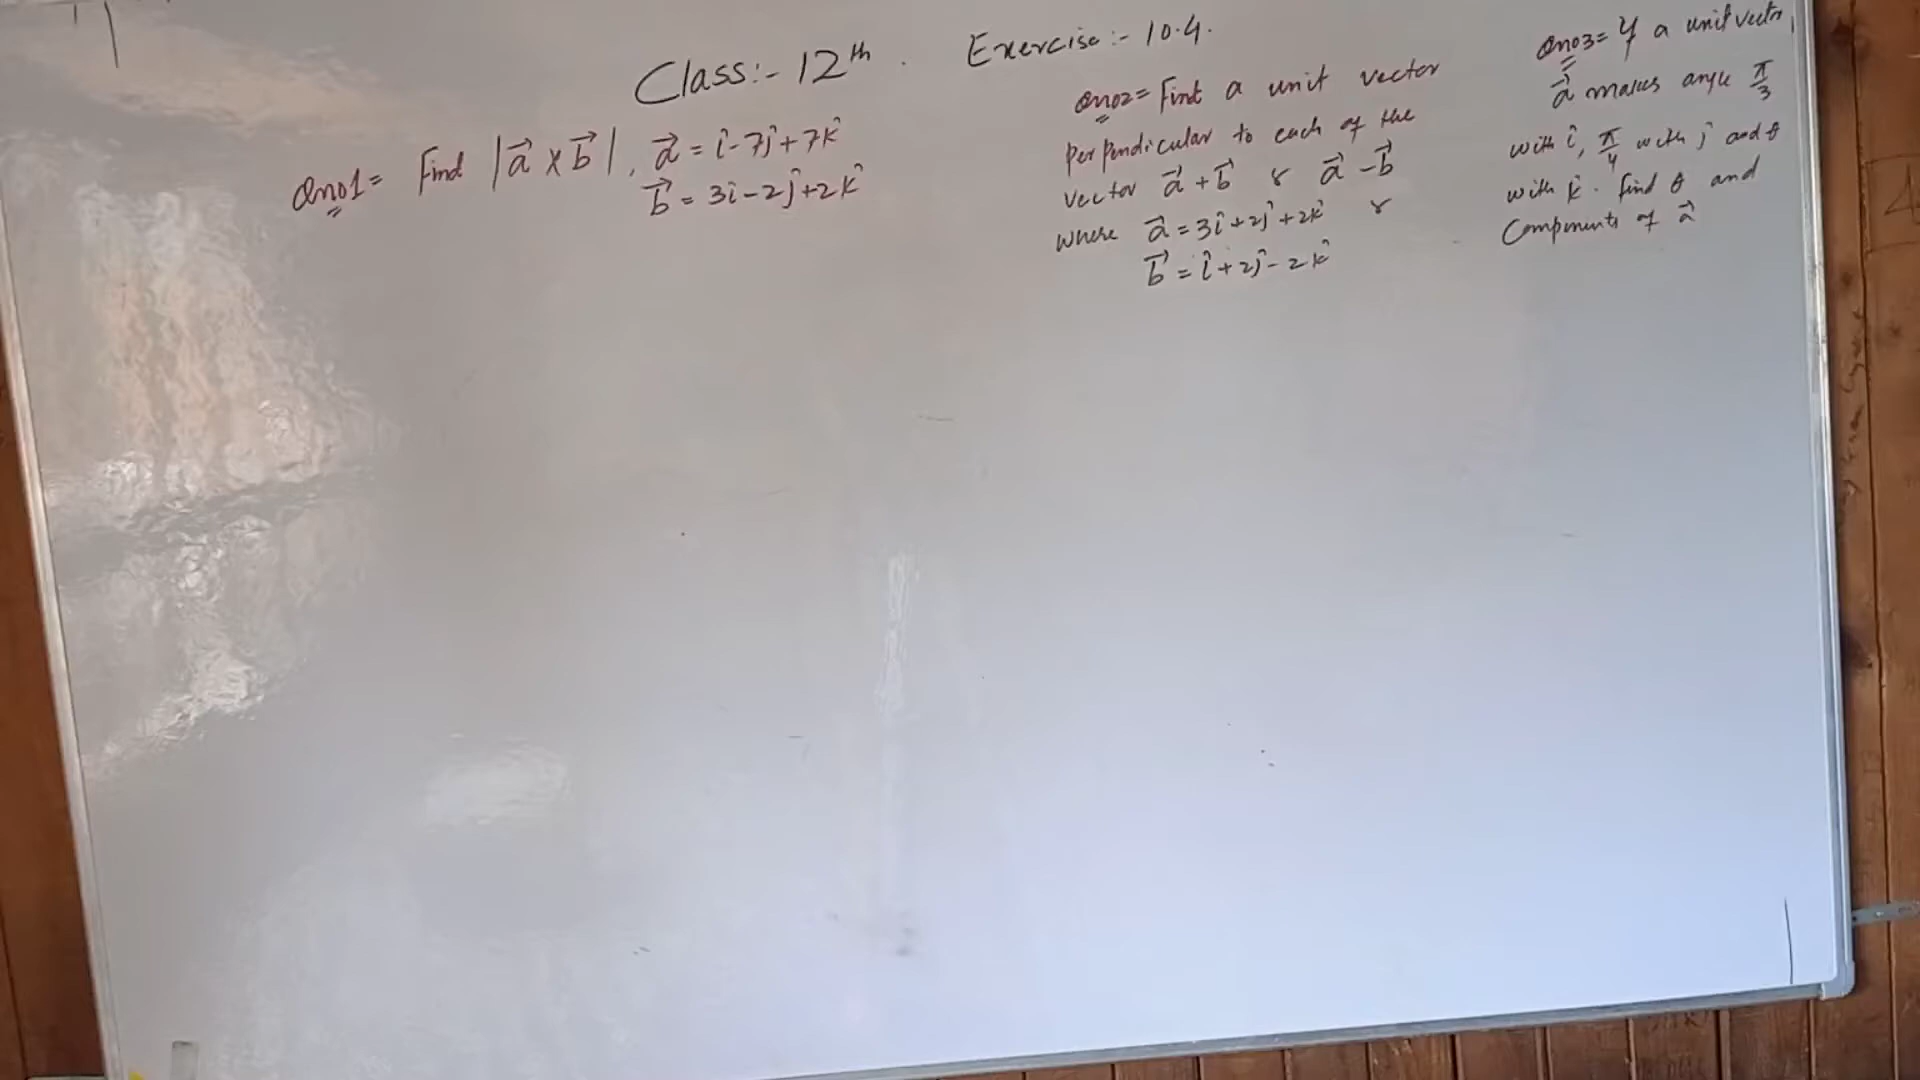 Class:- 12th. Exercise:- 10.4.
Qno1= Find |a⃗ x b⃗|, a⃗ = î-7ĵ+7k̂
b⃗ = 3î-2ĵ+2k̂
Qno2= Find a unit vector
perpendicular to each of the
vector a⃗+b⃗ & a⃗-b⃗
where a⃗ = 3î+2ĵ+2k̂ &
b⃗ = î+2ĵ-2k̂
Qno3= If a unit vector
a⃗ makes angle π/3
with î, π/4 with ĵ and θ
with k̂. find θ and
Components of a⃗